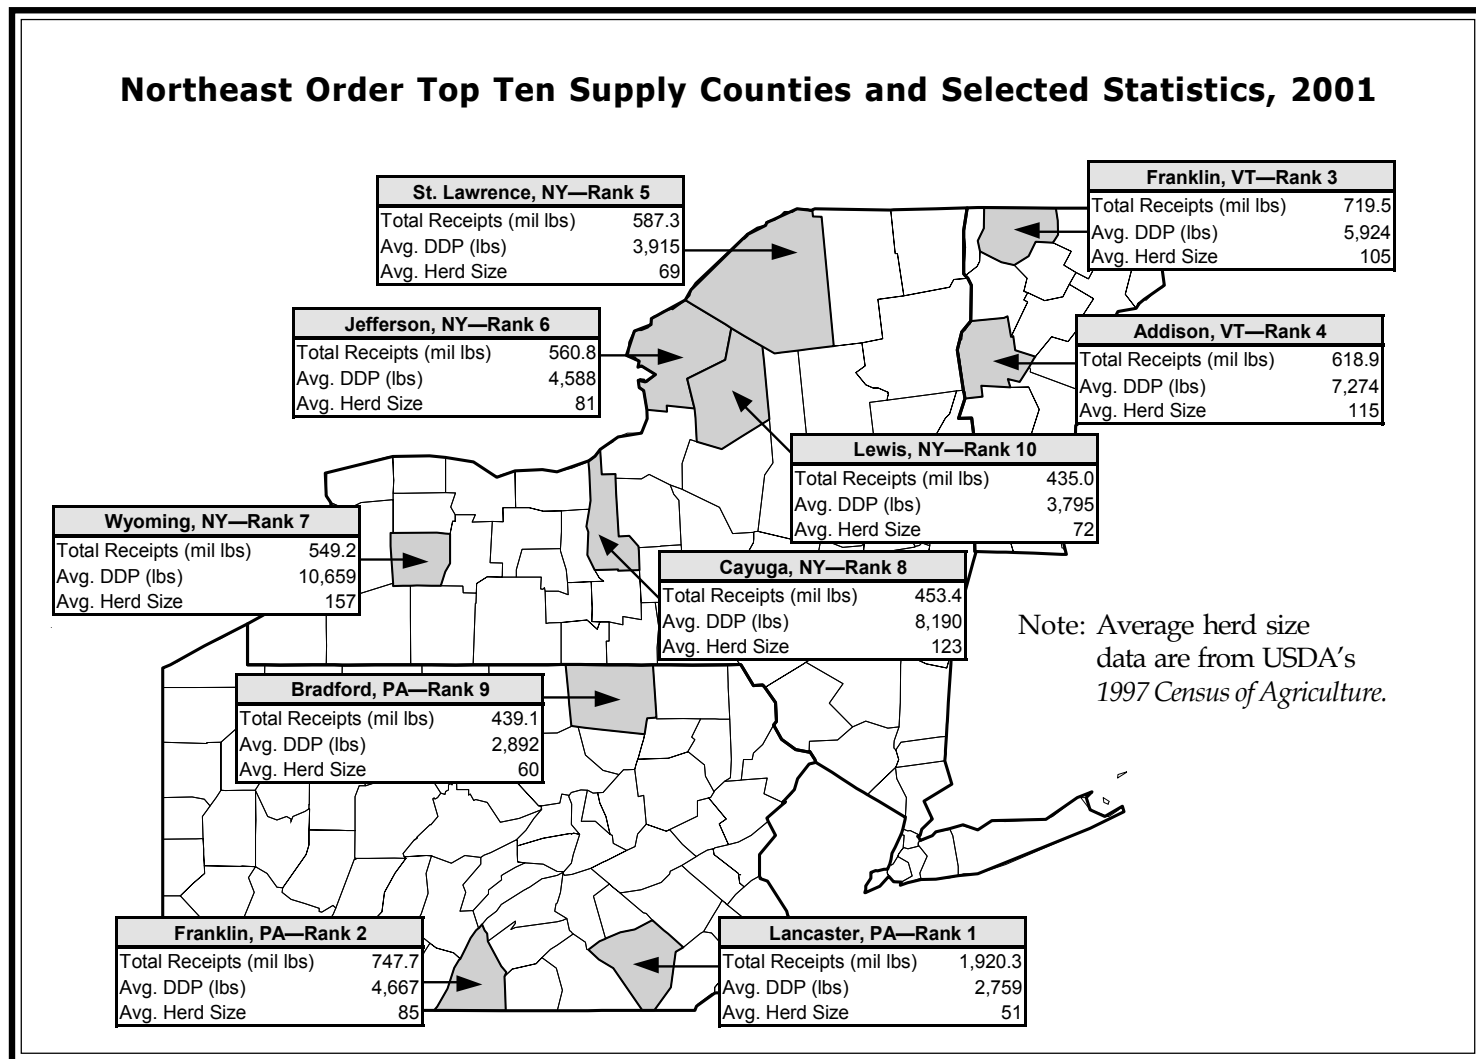 Northeast Order Top Ten Supply Counties and Selected Statistics, 2001
St. Lawrence, NY—Rank 5
Total Receipts (mil lbs) 587.3
Avg. DDP (lbs) 3,915
Avg. Herd Size 69
Franklin, VT—Rank 3
Total Receipts (mil lbs) 719.5
Avg. DDP (lbs) 5,924
Avg. Herd Size 105
Jefferson, NY—Rank 6
Total Receipts (mil lbs) 560.8
Avg. DDP (lbs) 4,588
Avg. Herd Size 81
Addison, VT—Rank 4
Total Receipts (mil lbs) 618.9
Avg. DDP (lbs) 7,274
Avg. Herd Size 115
Lewis, NY—Rank 10
Total Receipts (mil lbs) 435.0
Avg. DDP (lbs) 3,795
Avg. Herd Size 72
Wyoming, NY—Rank 7
Total Receipts (mil lbs) 549.2
Avg. DDP (lbs) 10,659
Avg. Herd Size 157
Cayuga, NY—Rank 8
Total Receipts (mil lbs) 453.4
Avg. DDP (lbs) 8,190
Avg. Herd Size 123
Note: Average herd size
data are from USDA's
1997 Census of Agriculture.
Bradford, PA—Rank 9
Total Receipts (mil lbs) 439.1
Avg. DDP (lbs) 2,892
Avg. Herd Size 60
Franklin, PA—Rank 2
Total Receipts (mil lbs) 747.7
Avg. DDP (lbs) 4,667
Avg. Herd Size 85
Lancaster, PA—Rank 1
Total Receipts (mil lbs) 1,920.3
Avg. DDP (lbs) 2,759
Avg. Herd Size 51